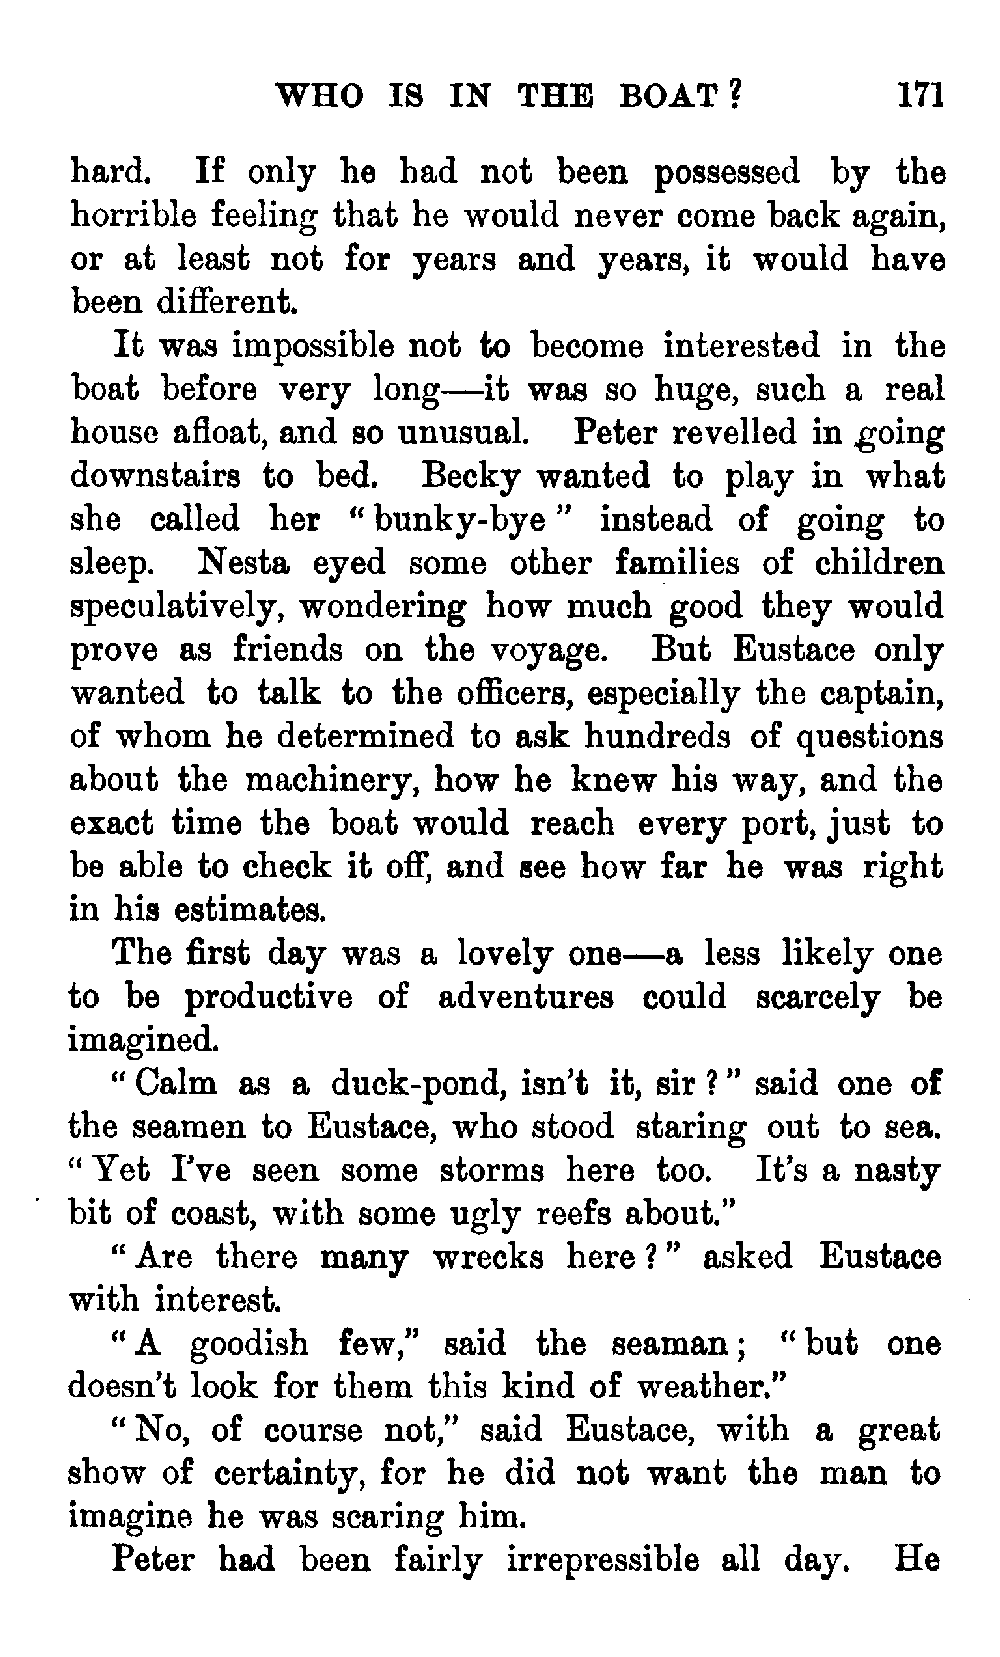 WHO IS IN THE BOAT? 171
hard. If only he had not been possessed by the
horrible feeling that he would never come back again,
or at least not for years and years, it would have
been different.
It was impossible not to become interested in the
boat before very long—it was so huge, such a real
house afloat, and so unusual. Peter revelled in going
downstairs to bed. Becky wanted to play in what
she called her "bunky-bye" instead of going to
sleep. Nesta eyed some other families of children
speculatively, wondering how much good they would
prove as friends on the voyage. But Eustace only
wanted to talk to the officers, especially the captain,
of whom he determined to ask hundreds of questions
about the machinery, how he knew his way, and the
exact time the boat would reach every port, just to
be able to check it off, and see how far he was right
in his estimates.
The first day was a lovely one—a less likely one
to be productive of adventures could scarcely be
imagined.
"Calm as a duck-pond, isn't it, sir?" said one of
the seamen to Eustace, who stood staring out to sea.
"Yet I've seen some storms here too. It's a nasty
bit of coast, with some ugly reefs about."
"Are there many wrecks here?" asked Eustace
with interest.
"A goodish few," said the seaman; "but one
doesn't look for them this kind of weather."
"No, of course not," said Eustace, with a great
show of certainty, for he did not want the man to
imagine he was scaring him.
Peter had been fairly irrepressible all day. He